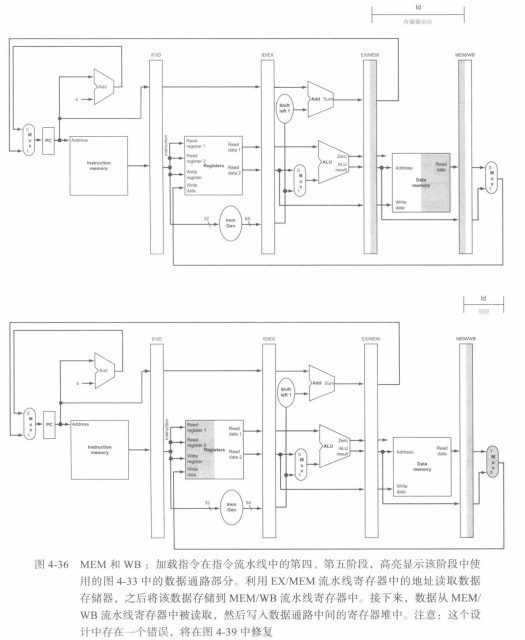 ld
存储器访问
IF/ID
ID/EX
EX/MEM
MEM/WB
Add
4
Shift
left 1
Add Sum
0
M
u
x
1
PC
Address
Instruction
memory
Instruction
Read
register 1
Read
register 2
Write
register
Write
data
Registers
Read
data 1
Read
data 2
0
M
u
x
1
Zero
ALU
ALU
result
Address
Read
data
Data
memory
Write
data
M
u
x
32
Imm
Gen
64
ld
写回
IF/ID
ID/EX
EX/MEM
MEM/WB
Add
4
Shift
left 1
Add Sum
0
M
u
x
1
PC
Address
Instruction
memory
Instruction
Read
register 1
Read
register 2
Write
register
Write
data
Registers
Read
data 1
Read
data 2
0
M
u
x
1
Zero
ALU
ALU
result
Address
Read
data
Data
memory
Write
data
1
M
u
x
0
32
Imm
Gen
64
图 4-36 MEM 和 WB：加载指令在指令流水线中的第四、第五阶段，高亮显示该阶段中使
用的图 4-33 中的数据通路部分。利用 EX/MEM 流水线寄存器中的地址读取数据
存储器，之后将该数据存储到 MEM/WB 流水线寄存器中。接下来，数据从 MEM/
WB 流水线寄存器中被读取，然后写入数据通路中间的寄存器堆中。注意：这个设
计中存在一个错误，将在图 4-39 中修复